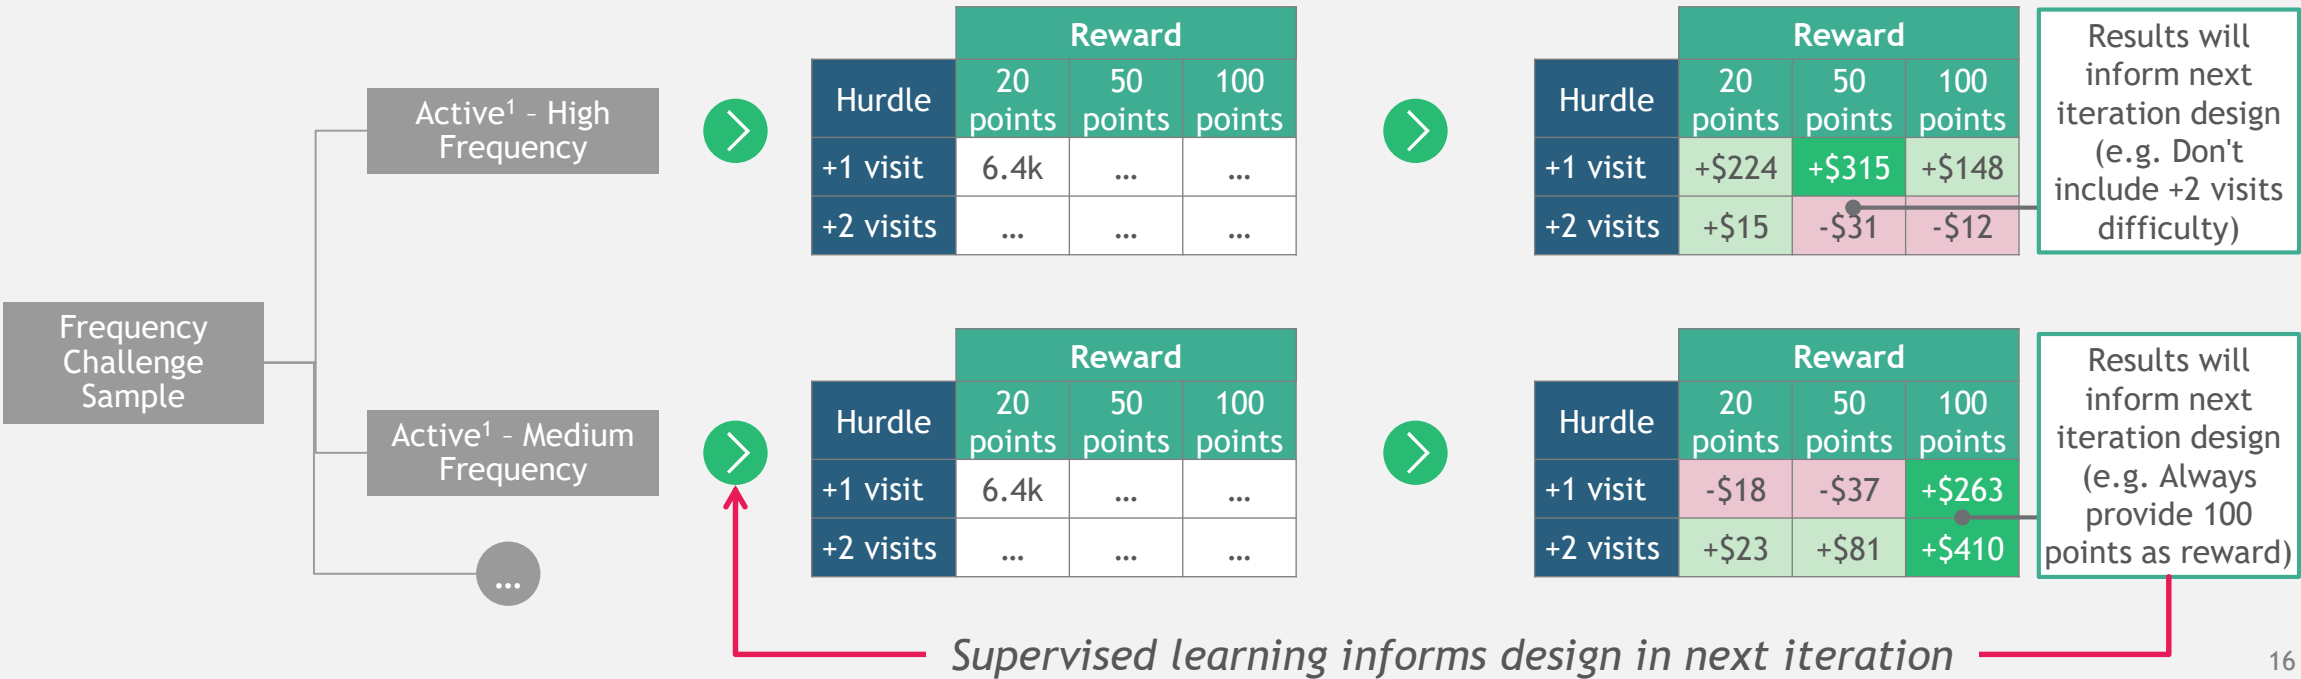 Frequency
Challenge
Sample
Active¹ – High
Frequency
Reward
Hurdle
20
points
50
points
100
points
+1 visit
6.4k
...
...
+2 visits
...
...
...
Reward
Hurdle
20
points
50
points
100
points
+1 visit
+$224
+$315
+$148
+2 visits
+$15
-$31
-$12
Results will
inform next
iteration design
(e.g. Don't
include +2 visits
difficulty)
Active¹ – Medium
Frequency
Reward
Hurdle
20
points
50
points
100
points
+1 visit
6.4k
...
...
+2 visits
...
...
...
Reward
Hurdle
20
points
50
points
100
points
+1 visit
-$18
-$37
+$263
+2 visits
+$23
+$81
+$410
Results will
inform next
iteration design
(e.g. Always
provide 100
points as reward)
...
Supervised learning informs design in next iteration
16